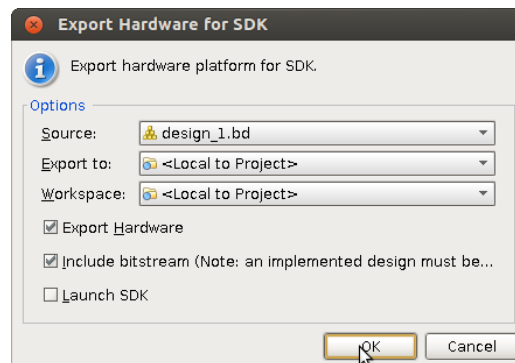 Export Hardware for SDK
Export hardware platform for SDK.
Options
Source: design_1.bd
Export to: <Local to Project>
Workspace: <Local to Project>
Export Hardware
Include bitstream (Note: an implemented design must be...
Launch SDK
OK Cancel